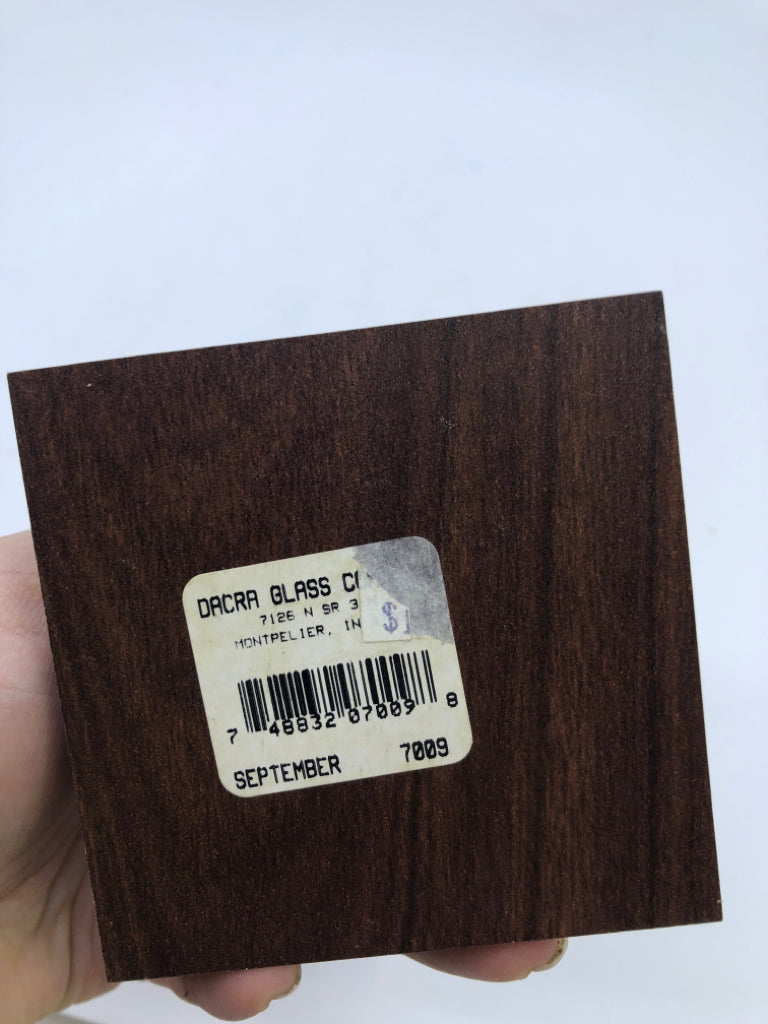 DACRA GLASS
7126 N SR 3
MONTPELIER, IN
$
7 48832 07009 8
SEPTEMBER 7009